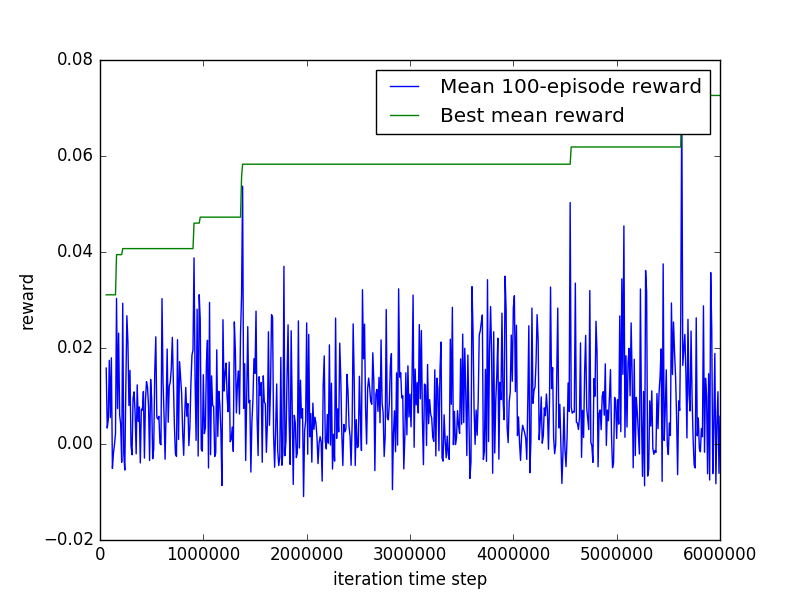 0.08
0.06
0.04
0.02
0.00
−0.02
reward
Mean 100-episode reward
Best mean reward
0 1000000 2000000 3000000 4000000 5000000 6000000
iteration time step